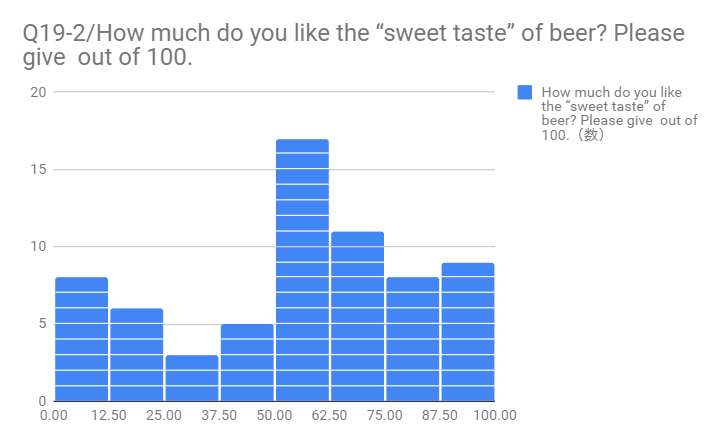 Q19-2/How much do you like the “sweet taste” of beer? Please
give  out of 100.
20
15
10
5
0
0.00 12.50 25.00 37.50 50.00 62.50 75.00 87.50 100.00
How much do you like
the “sweet taste” of
beer? Please give  out of
100.（数）